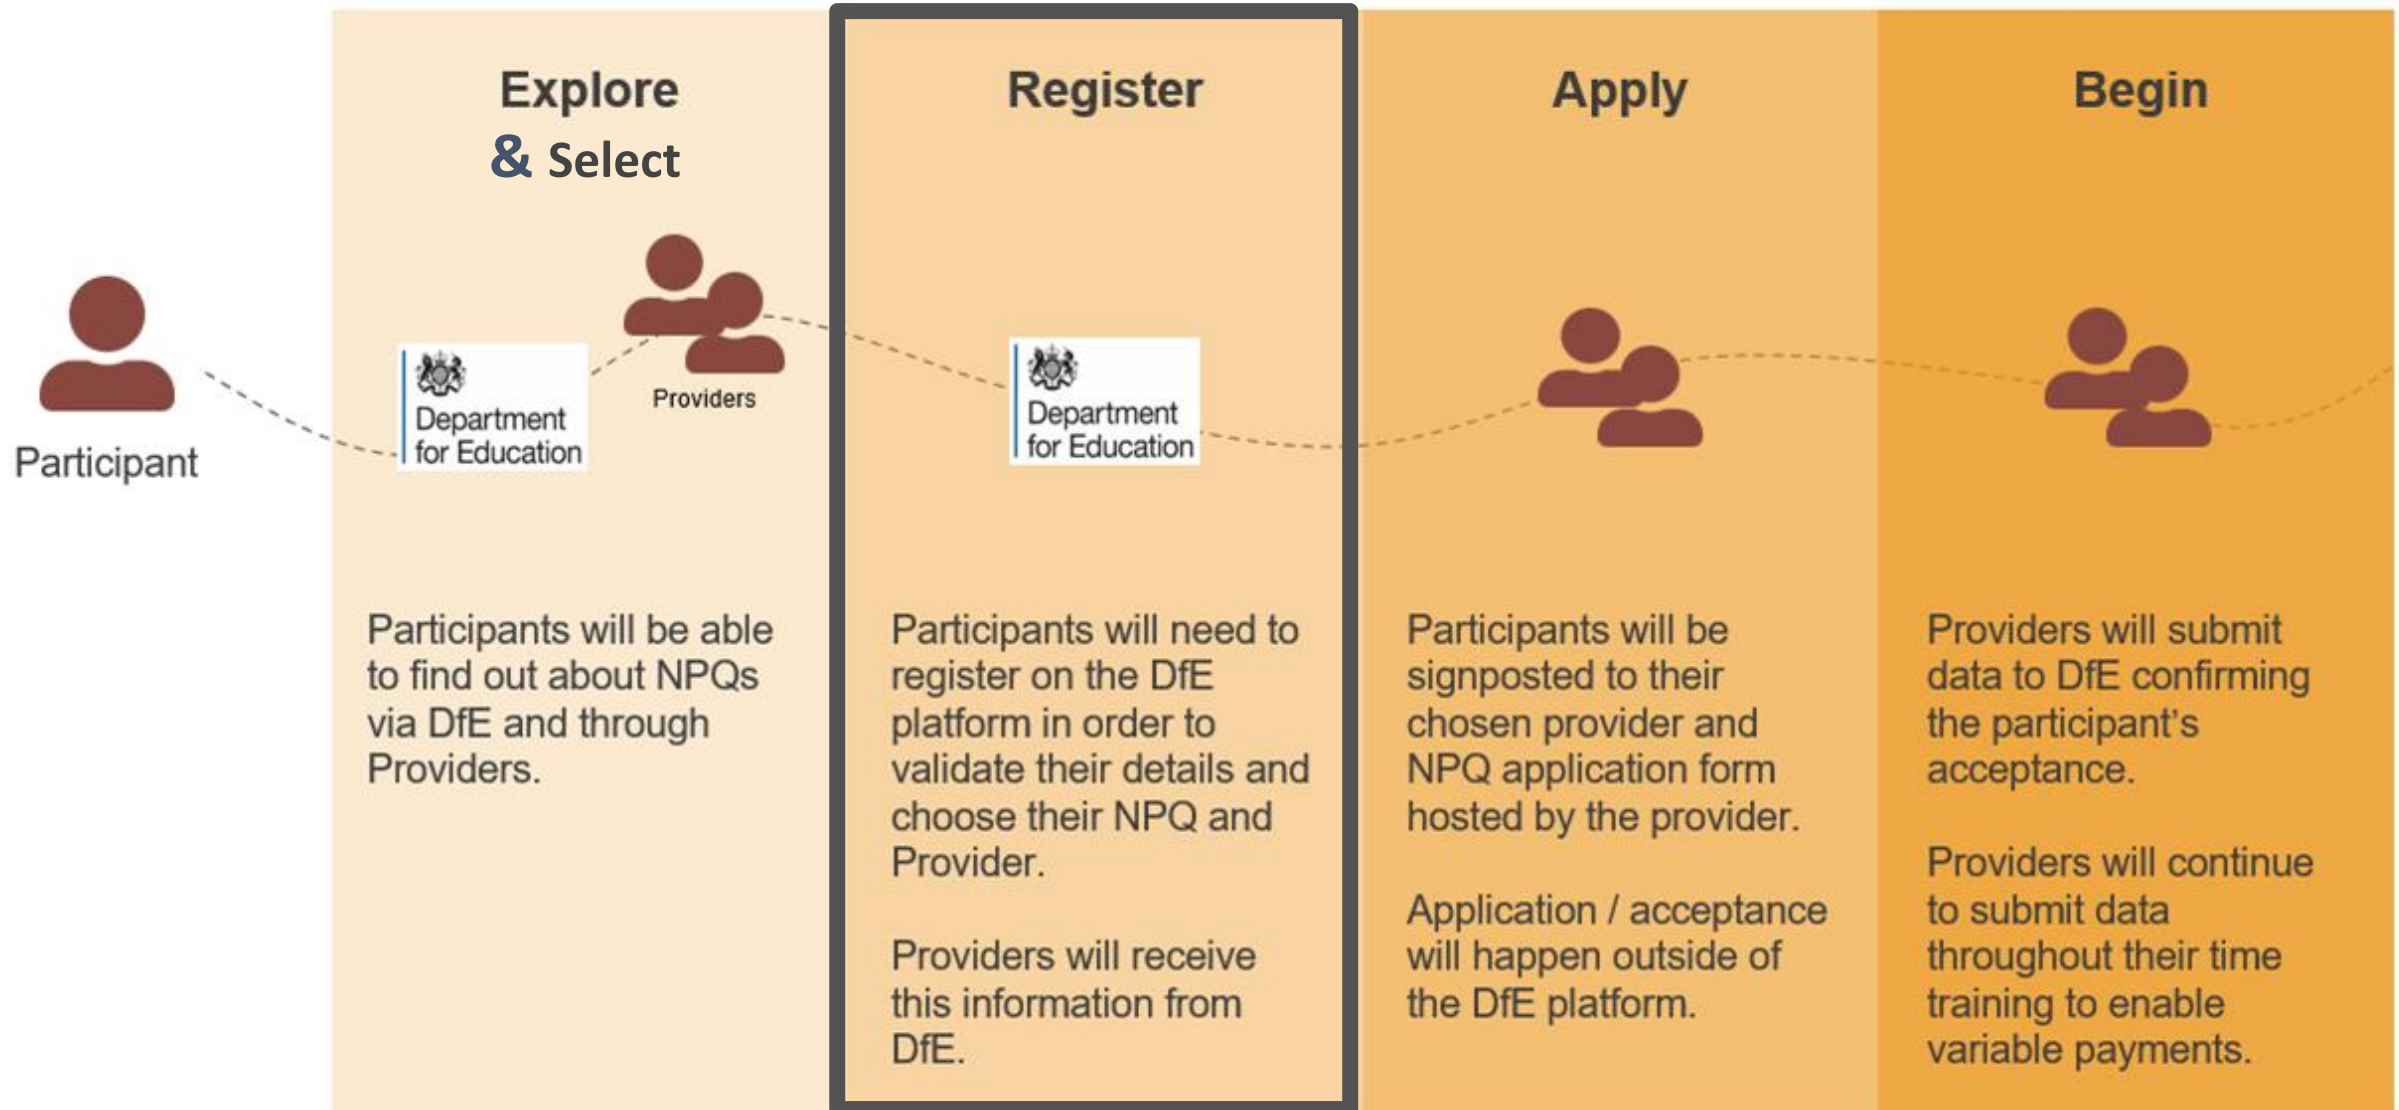 Participant
Explore
& Select
Department
for Education
Providers
Participants will be able
to find out about NPQs
via DfE and through
Providers.
Register
Department
for Education
Participants will need to
register on the DfE
platform in order to
validate their details and
choose their NPQ and
Provider.
Providers will receive
this information from
DfE.
Apply
Participants will be
signposted to their
chosen provider and
NPQ application form
hosted by the provider.
Application / acceptance
will happen outside of
the DfE platform.
Begin
Providers will submit
data to DfE confirming
the participant's
acceptance.
Providers will continue
to submit data
throughout their time
training to enable
variable payments.